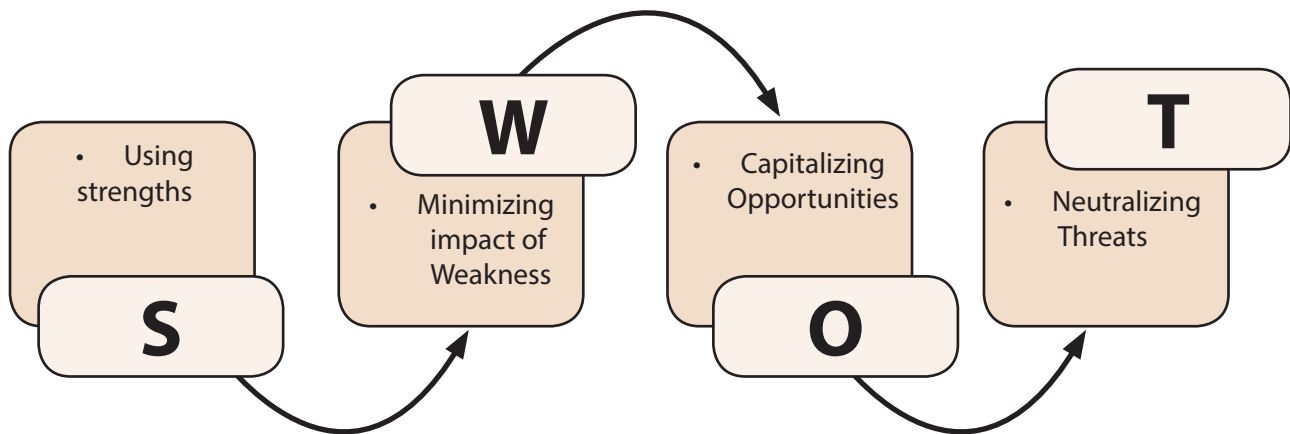 • Using
strengths
S
W
• Minimizing
impact of
Weakness
• Capitalizing
Opportunities
O
T
• Neutralizing
Threats